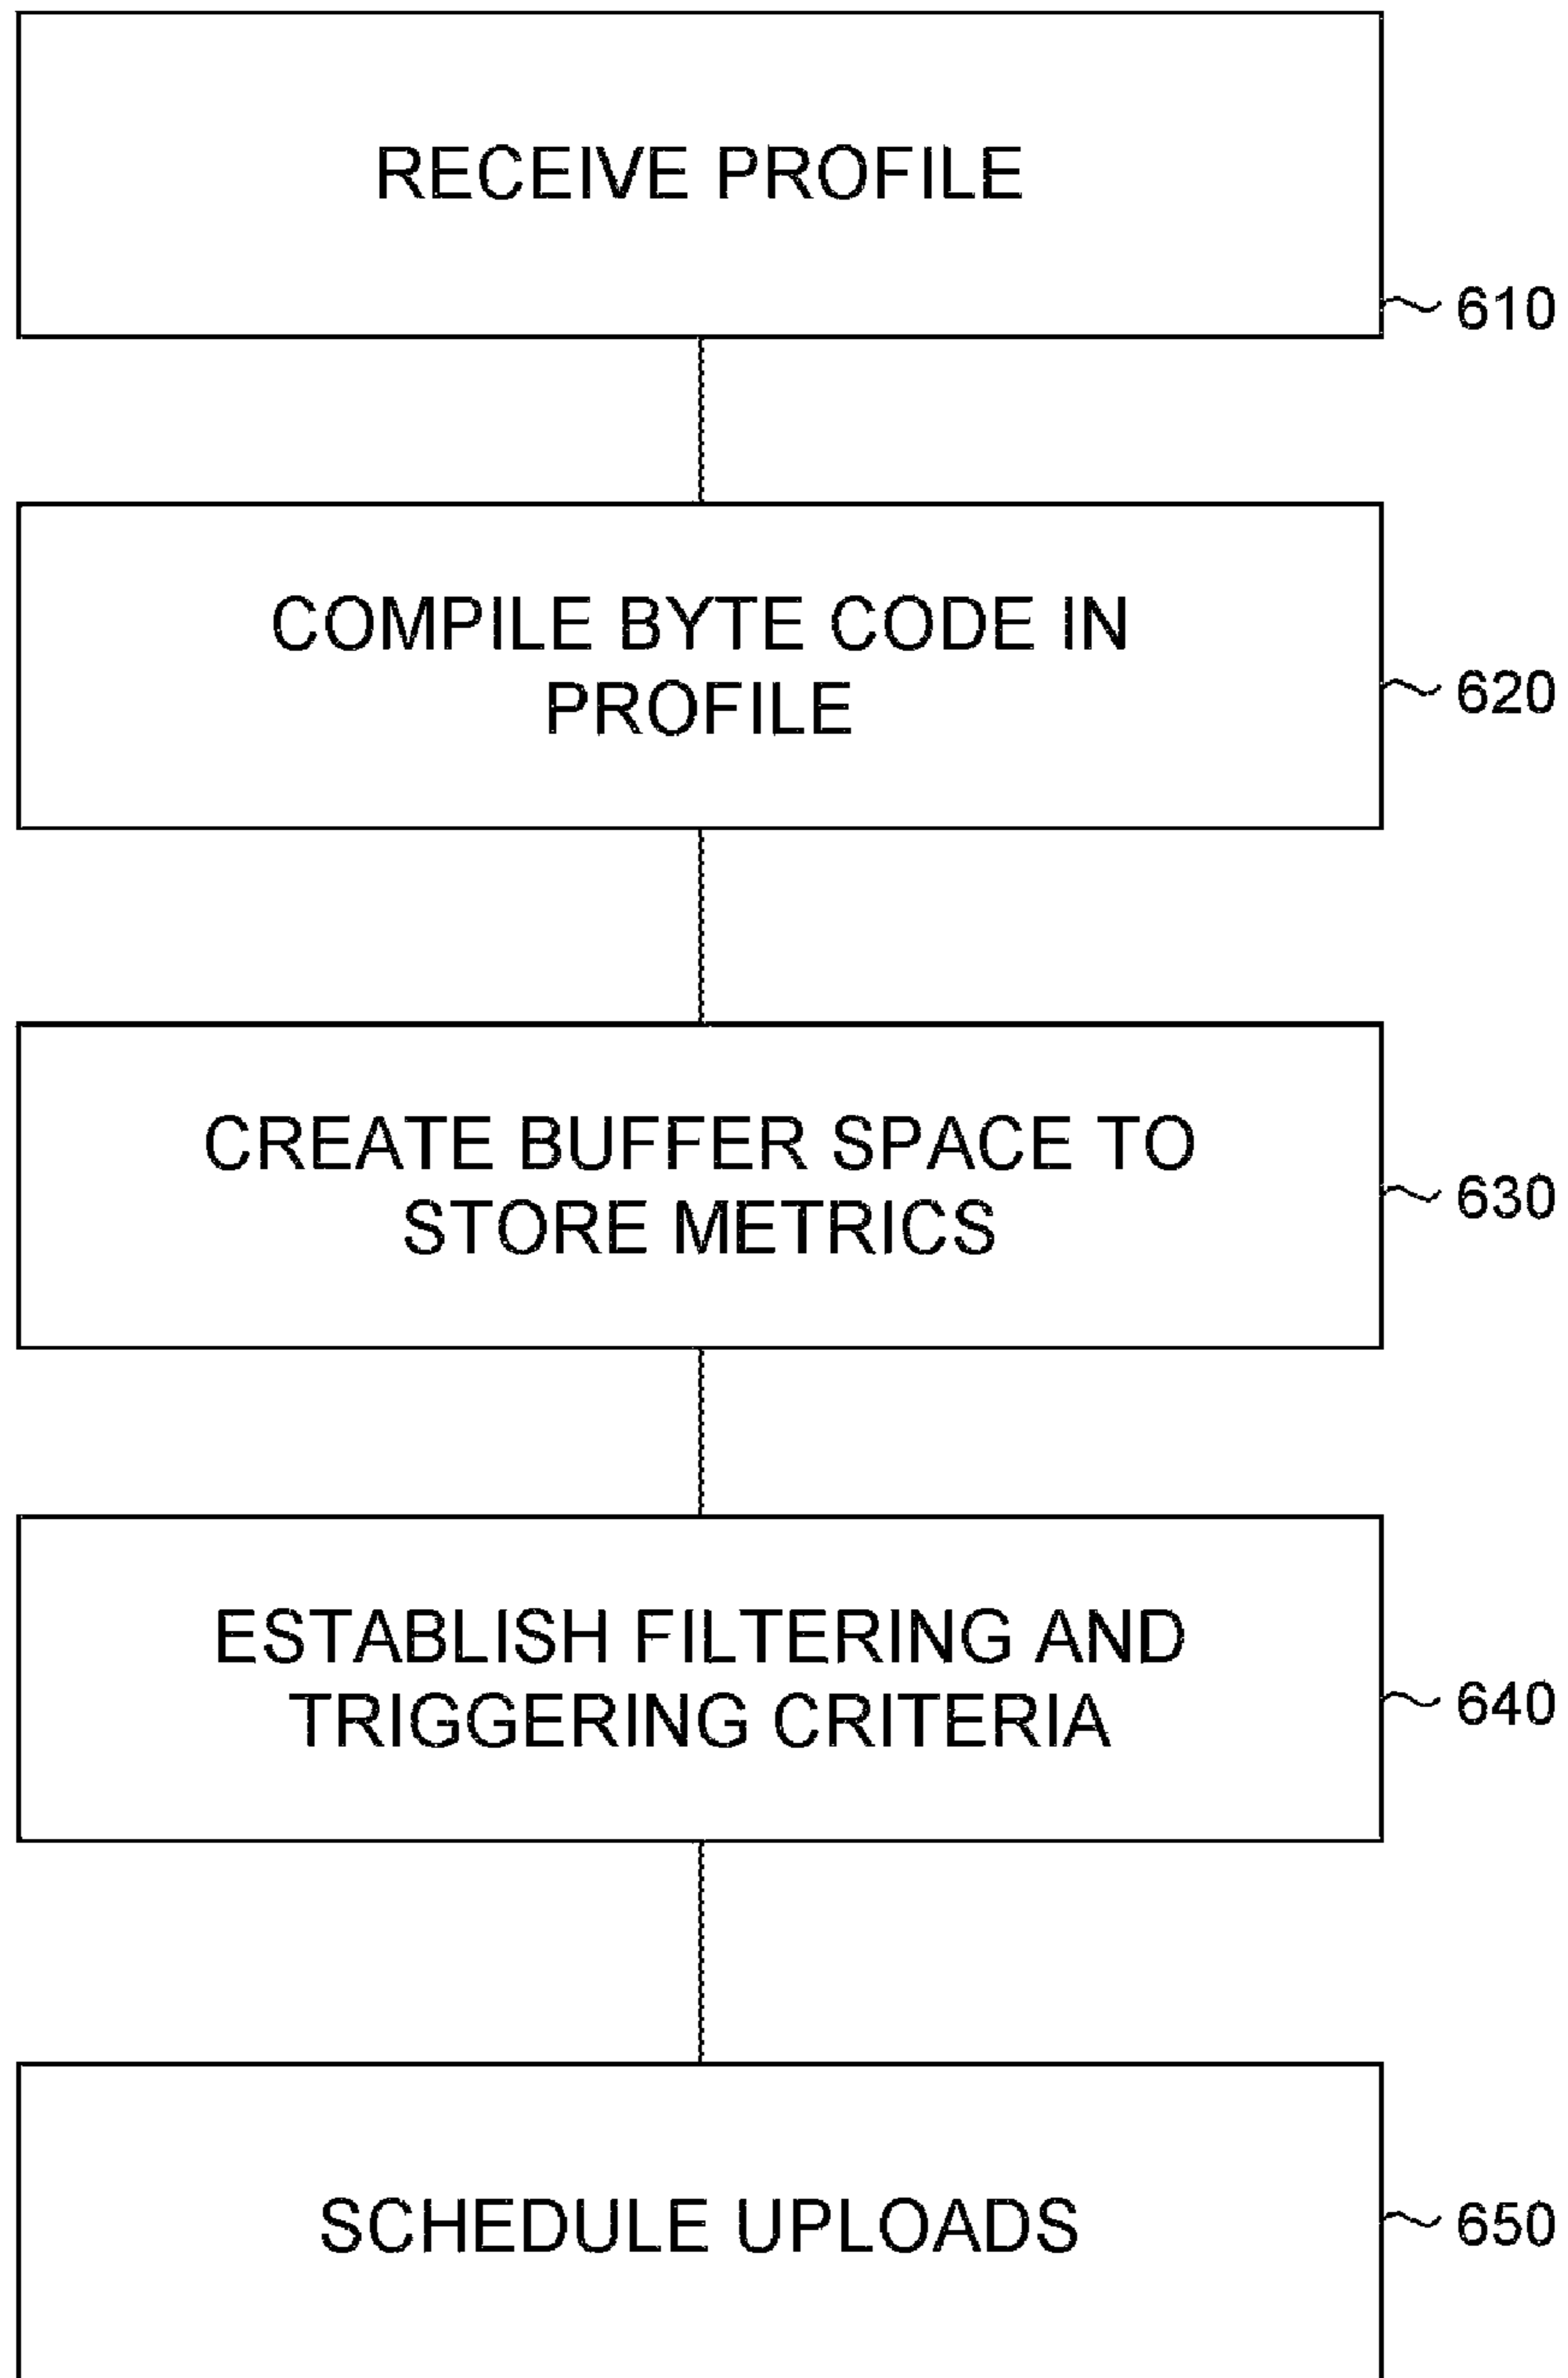 RECEIVE PROFILE
610
COMPILE BYTE CODE IN
PROFILE
620
CREATE BUFFER SPACE TO
STORE METRICS
630
ESTABLISH FILTERING AND
TRIGGERING CRITERIA
640
SCHEDULE UPLOADS
650